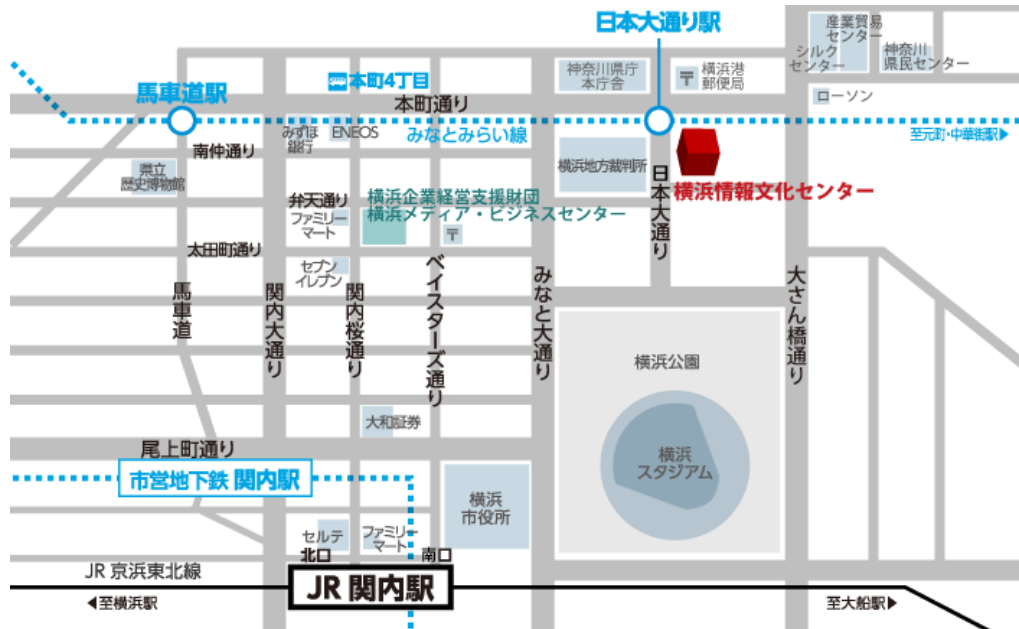 日本大通り駅
産業貿易
センター
シルク
センター
神奈川
県民センター
神奈川県庁
本庁舎
〒
横浜港
郵便局
本町4丁目
馬車道駅
本町通り
ローソン
みずほ
銀行
ENEOS
みなとみらい線
至元町・中華街駅▶
南仲通り
県立
歴史博物館
横浜地方裁判所
日本大通り
横浜情報文化センター
弁天通り
ファミリー
マート
横浜企業経営支援財団
横浜メディア・ビジネスセンター
〒
太田町通り
セブン
イレブン
馬車道
関内大通り
関内桜通り
ベイスターズ通り
みなと大通り
大さん橋通り
横浜公園
大和証券
尾上町通り
横浜
スタジアム
市営地下鉄 関内駅
横浜
市役所
セルテ
ファミリー
マート
北口
南口
JR 京浜東北線
JR 関内駅
◀至横浜駅
至大船駅▶